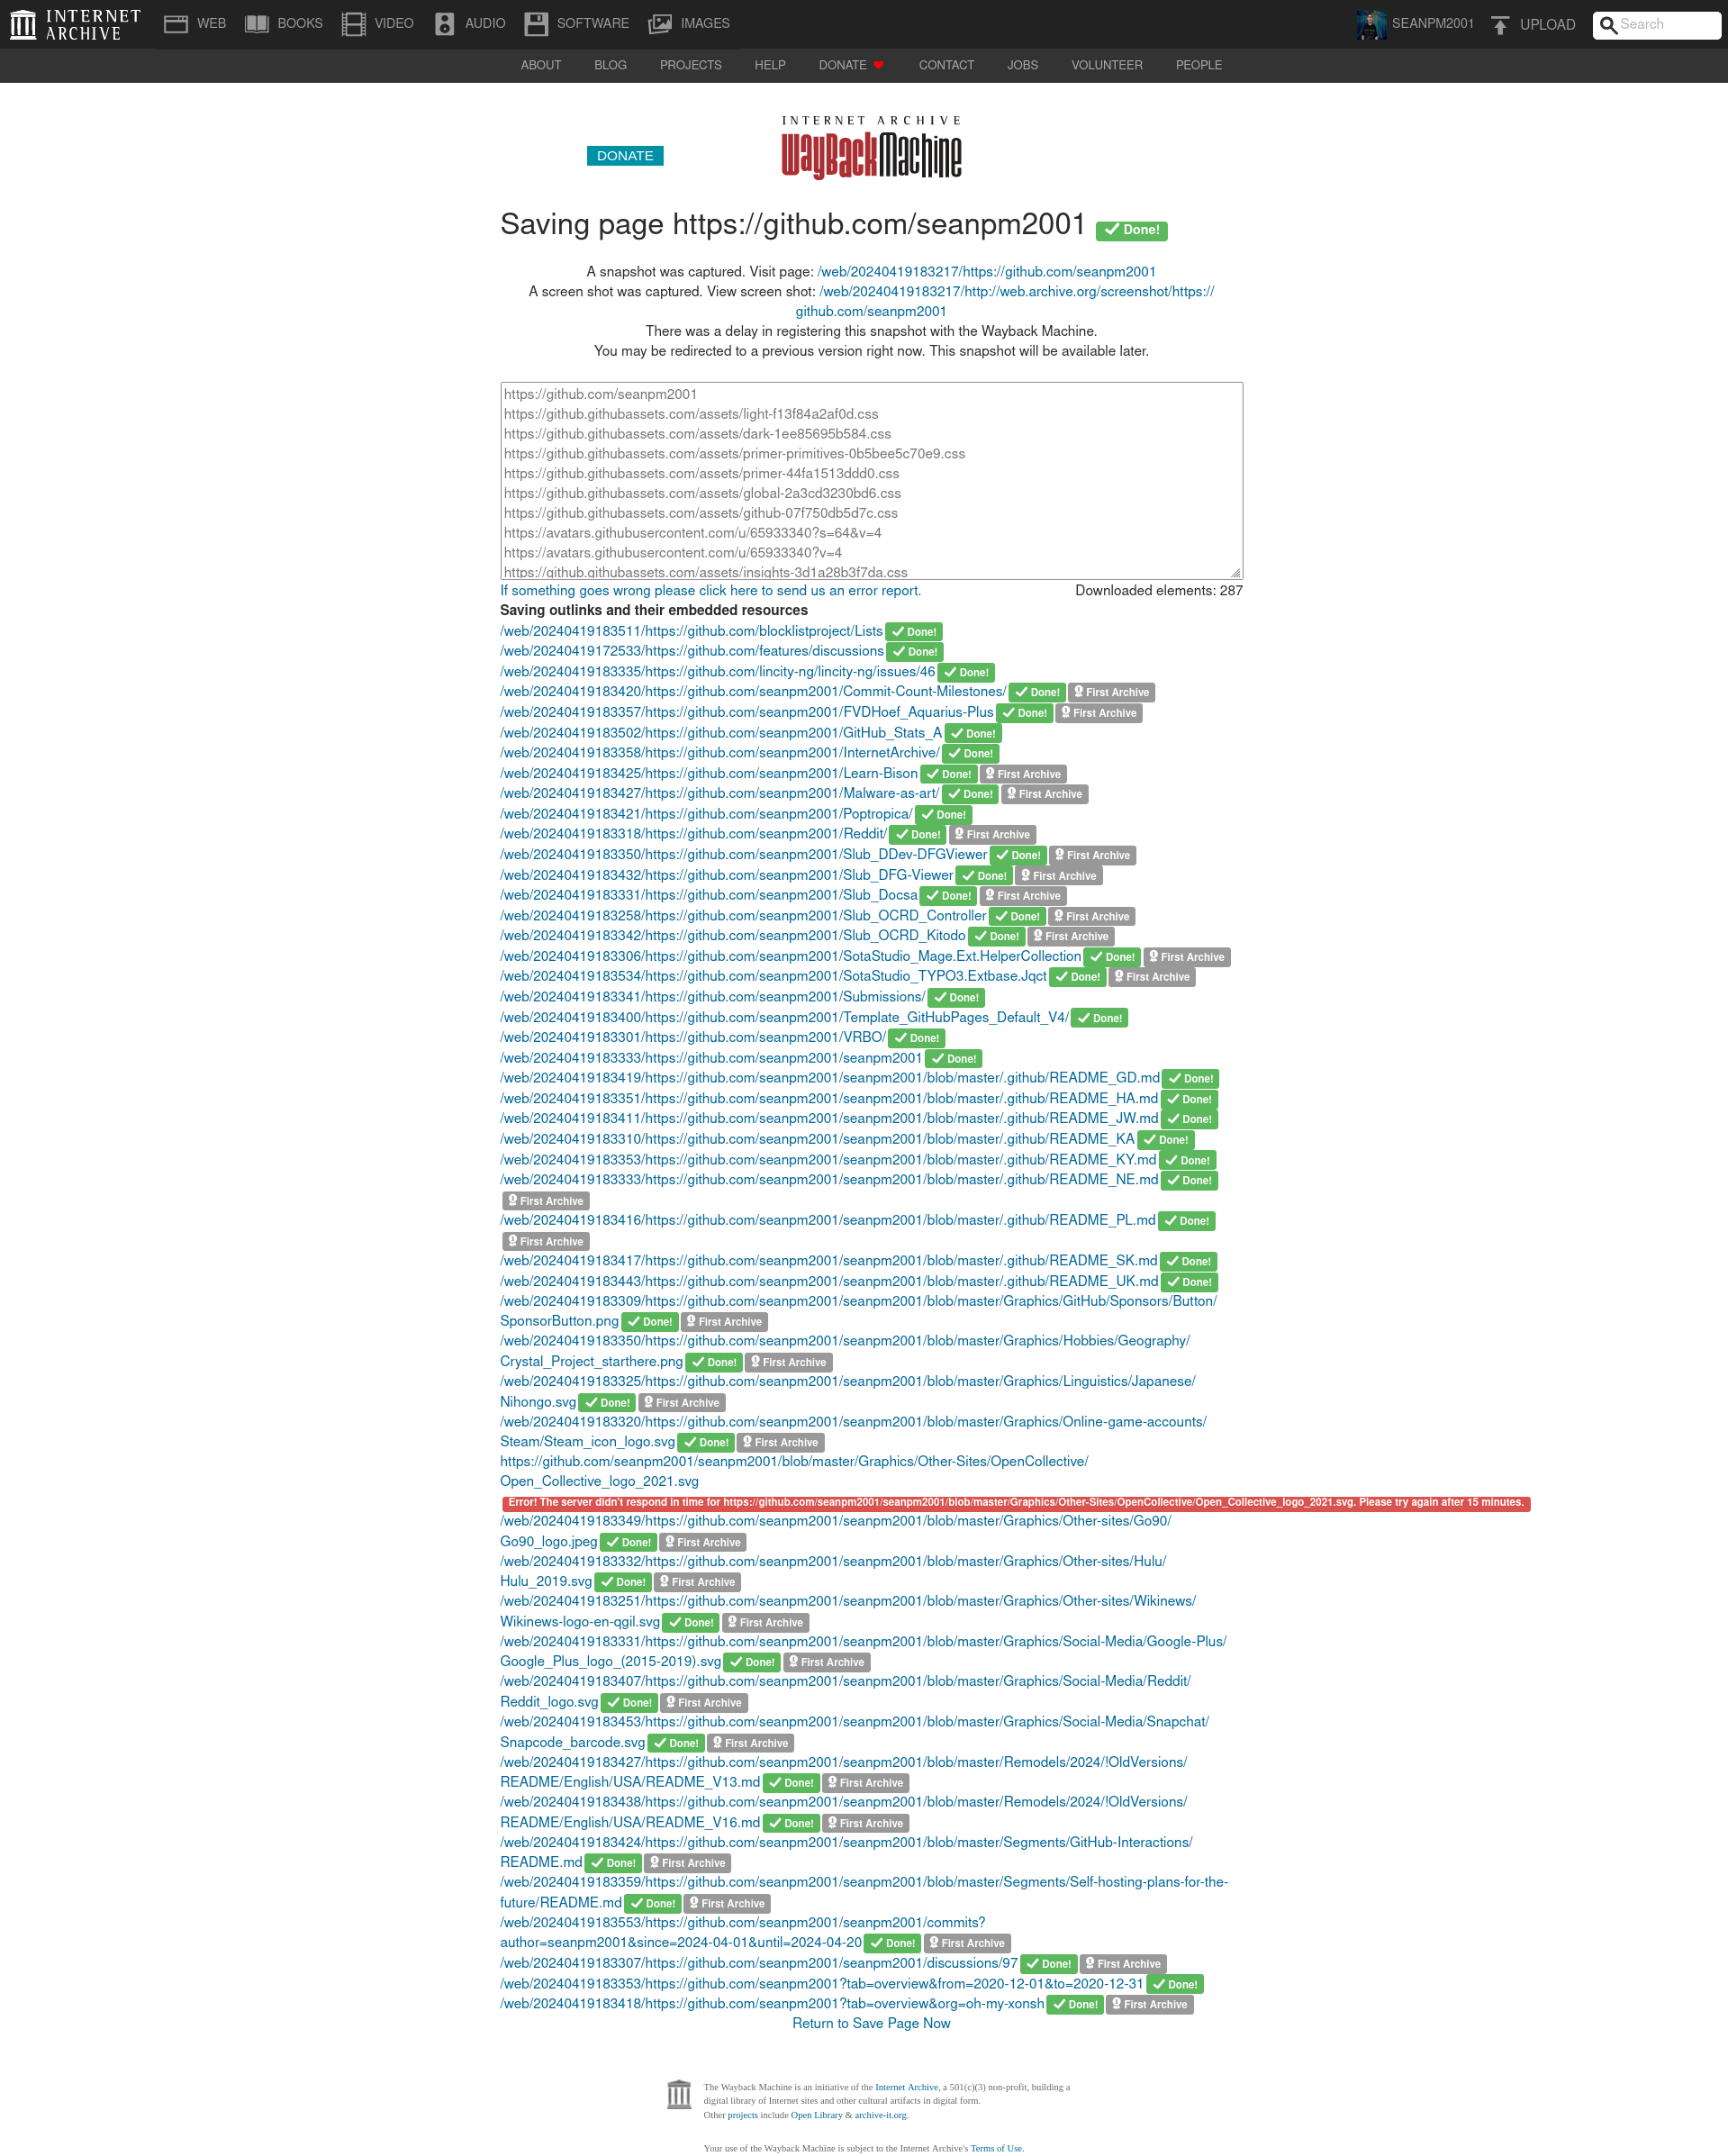 INTERNET ARCHIVE
WEB BOOKS VIDEO AUDIO SOFTWARE IMAGES SEANPM2001 UPLOAD Search
ABOUT BLOG PROJECTS HELP DONATE CONTACT JOBS VOLUNTEER PEOPLE
INTERNET ARCHIVE
WayBackMachine
DONATE
Saving page https://github.com/seanpm2001 Done!
A snapshot was captured. Visit page: /web/20240419183217/https://github.com/seanpm2001
A screen shot was captured. View screen shot: /web/20240419183217/http://web.archive.org/screenshot/https://
github.com/seanpm2001
There was a delay in registering this snapshot with the Wayback Machine.
You may be redirected to a previous version right now. This snapshot will be available later.
https://github.com/seanpm2001
https://github.githubassets.com/assets/light-f13f84a2af0d.css
https://github.githubassets.com/assets/dark-1ee85695b584.css
https://github.githubassets.com/assets/primer-primitives-0b5bee5c70e9.css
https://github.githubassets.com/assets/primer-44fa1513ddd0.css
https://github.githubassets.com/assets/global-2a3cd3230bd6.css
https://github.githubassets.com/assets/github-07f750db5d7c.css
https://avatars.githubusercontent.com/u/65933340?s=64&v=4
https://avatars.githubusercontent.com/u/65933340?v=4
https://github.githubassets.com/assets/insights-3d1a28b3f7da.css
If something goes wrong please click here to send us an error report. Downloaded elements: 287
Saving outlinks and their embedded resources
/web/20240419183511/https://github.com/blocklistproject/Lists Done!
/web/20240419172533/https://github.com/features/discussions Done!
/web/20240419183335/https://github.com/lincity-ng/lincity-ng/issues/46 Done!
/web/20240419183420/https://github.com/seanpm2001/Commit-Count-Milestones/ Done! First Archive
/web/20240419183357/https://github.com/seanpm2001/FVDHoef_Aquarius-Plus Done! First Archive
/web/20240419183502/https://github.com/seanpm2001/GitHub_Stats_A Done!
/web/20240419183358/https://github.com/seanpm2001/InternetArchive/ Done!
/web/20240419183425/https://github.com/seanpm2001/Learn-Bison Done! First Archive
/web/20240419183427/https://github.com/seanpm2001/Malware-as-art/ Done! First Archive
/web/20240419183421/https://github.com/seanpm2001/Poptropica/ Done!
/web/20240419183318/https://github.com/seanpm2001/Reddit/ Done! First Archive
/web/20240419183350/https://github.com/seanpm2001/Slub_DDev-DFGViewer Done! First Archive
/web/20240419183432/https://github.com/seanpm2001/Slub_DFG-Viewer Done! First Archive
/web/20240419183331/https://github.com/seanpm2001/Slub_Docsa Done! First Archive
/web/20240419183258/https://github.com/seanpm2001/Slub_OCRD_Controller Done! First Archive
/web/20240419183342/https://github.com/seanpm2001/Slub_OCRD_Kitodo Done! First Archive
/web/20240419183306/https://github.com/seanpm2001/SotaStudio_Mage.Ext.HelperCollection Done! First Archive
/web/20240419183534/https://github.com/seanpm2001/SotaStudio_TYPO3.Extbase.Jqct Done! First Archive
/web/20240419183341/https://github.com/seanpm2001/Submissions/ Done!
/web/20240419183400/https://github.com/seanpm2001/Template_GitHubPages_Default_V4/ Done!
/web/20240419183301/https://github.com/seanpm2001/VRBO/ Done!
/web/20240419183333/https://github.com/seanpm2001/seanpm2001 Done!
/web/20240419183419/https://github.com/seanpm2001/seanpm2001/blob/master/.github/README_GD.md Done!
/web/20240419183351/https://github.com/seanpm2001/seanpm2001/blob/master/.github/README_HA.md Done!
/web/20240419183411/https://github.com/seanpm2001/seanpm2001/blob/master/.github/README_JW.md Done!
/web/20240419183310/https://github.com/seanpm2001/seanpm2001/blob/master/.github/README_KA Done!
/web/20240419183353/https://github.com/seanpm2001/seanpm2001/blob/master/.github/README_KY.md Done!
/web/20240419183333/https://github.com/seanpm2001/seanpm2001/blob/master/.github/README_NE.md Done!
First Archive
/web/20240419183416/https://github.com/seanpm2001/seanpm2001/blob/master/.github/README_PL.md Done!
First Archive
/web/20240419183417/https://github.com/seanpm2001/seanpm2001/blob/master/.github/README_SK.md Done!
/web/20240419183443/https://github.com/seanpm2001/seanpm2001/blob/master/.github/README_UK.md Done!
/web/20240419183309/https://github.com/seanpm2001/seanpm2001/blob/master/Graphics/GitHub/Sponsors/Button/
SponsorButton.png Done! First Archive
/web/20240419183350/https://github.com/seanpm2001/seanpm2001/blob/master/Graphics/Hobbies/Geography/
Crystal_Project_starthere.png Done! First Archive
/web/20240419183325/https://github.com/seanpm2001/seanpm2001/blob/master/Graphics/Linguistics/Japanese/
Nihongo.svg Done! First Archive
/web/20240419183320/https://github.com/seanpm2001/seanpm2001/blob/master/Graphics/Online-game-accounts/
Steam/Steam_icon_logo.svg Done! First Archive
https://github.com/seanpm2001/seanpm2001/blob/master/Graphics/Other-Sites/OpenCollective/
Open_Collective_logo_2021.svg
Error! The server didn't respond in time for https://github.com/seanpm2001/seanpm2001/blob/master/Graphics/Other-Sites/OpenCollective/Open_Collective_logo_2021.svg. Please try again after 15 minutes.
/web/20240419183349/https://github.com/seanpm2001/seanpm2001/blob/master/Graphics/Other-sites/Go90/
Go90_logo.jpeg Done! First Archive
/web/20240419183332/https://github.com/seanpm2001/seanpm2001/blob/master/Graphics/Other-sites/Hulu/
Hulu_2019.svg Done! First Archive
/web/20240419183251/https://github.com/seanpm2001/seanpm2001/blob/master/Graphics/Other-sites/Wikinews/
Wikinews-logo-en-qgil.svg Done! First Archive
/web/20240419183331/https://github.com/seanpm2001/seanpm2001/blob/master/Graphics/Social-Media/Google-Plus/
Google_Plus_logo_(2015-2019).svg Done! First Archive
/web/20240419183407/https://github.com/seanpm2001/seanpm2001/blob/master/Graphics/Social-Media/Reddit/
Reddit_logo.svg Done! First Archive
/web/20240419183453/https://github.com/seanpm2001/seanpm2001/blob/master/Graphics/Social-Media/Snapchat/
Snapcode_barcode.svg Done! First Archive
/web/20240419183427/https://github.com/seanpm2001/seanpm2001/blob/master/Remodels/2024/!OldVersions/
README/English/USA/README_V13.md Done! First Archive
/web/20240419183438/https://github.com/seanpm2001/seanpm2001/blob/master/Remodels/2024/!OldVersions/
README/English/USA/README_V16.md Done! First Archive
/web/20240419183424/https://github.com/seanpm2001/seanpm2001/blob/master/Segments/GitHub-Interactions/
README.md Done! First Archive
/web/20240419183359/https://github.com/seanpm2001/seanpm2001/blob/master/Segments/Self-hosting-plans-for-the-
future/README.md Done! First Archive
/web/20240419183553/https://github.com/seanpm2001/seanpm2001/commits?
author=seanpm2001&since=2024-04-01&until=2024-04-20 Done! First Archive
/web/20240419183307/https://github.com/seanpm2001/seanpm2001/discussions/97 Done! First Archive
/web/20240419183353/https://github.com/seanpm2001?tab=overview&from=2020-12-01&to=2020-12-31 Done!
/web/20240419183418/https://github.com/seanpm2001?tab=overview&org=oh-my-xonsh Done! First Archive
Return to Save Page Now
The Wayback Machine is an initiative of the Internet Archive, a 501(c)(3) non-profit, building a
digital library of Internet sites and other cultural artifacts in digital form.
Other projects include Open Library & archive-it.org.
Your use of the Wayback Machine is subject to the Internet Archive's Terms of Use.